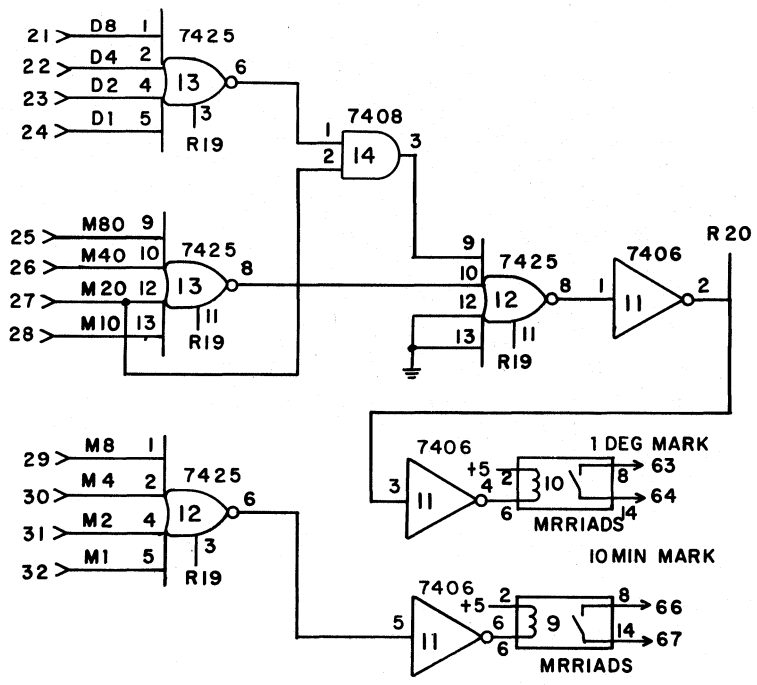 21 D8 1 7425
22 D4 2 13 6
23 D2 4 3
24 D1 5 R19
7408
1 3
2 14
25 M80 9 7425
26 M40 10 13 8
27 M20 12 11
28 M10 13 R19
9 7425
10 12 8
12 11
13 R19
7406
1 11 2
R20
7406
3 11 4
+5 2 10 8 63
6 14 64
1 DEG MARK
MRRIADS
29 M8 1 7425
30 M4 2 12 6
31 M2 4 3
32 M1 5 R19
10 MIN MARK
7406
5 11 6
+5 2 9 8 66
6 14 67
MRRIADS